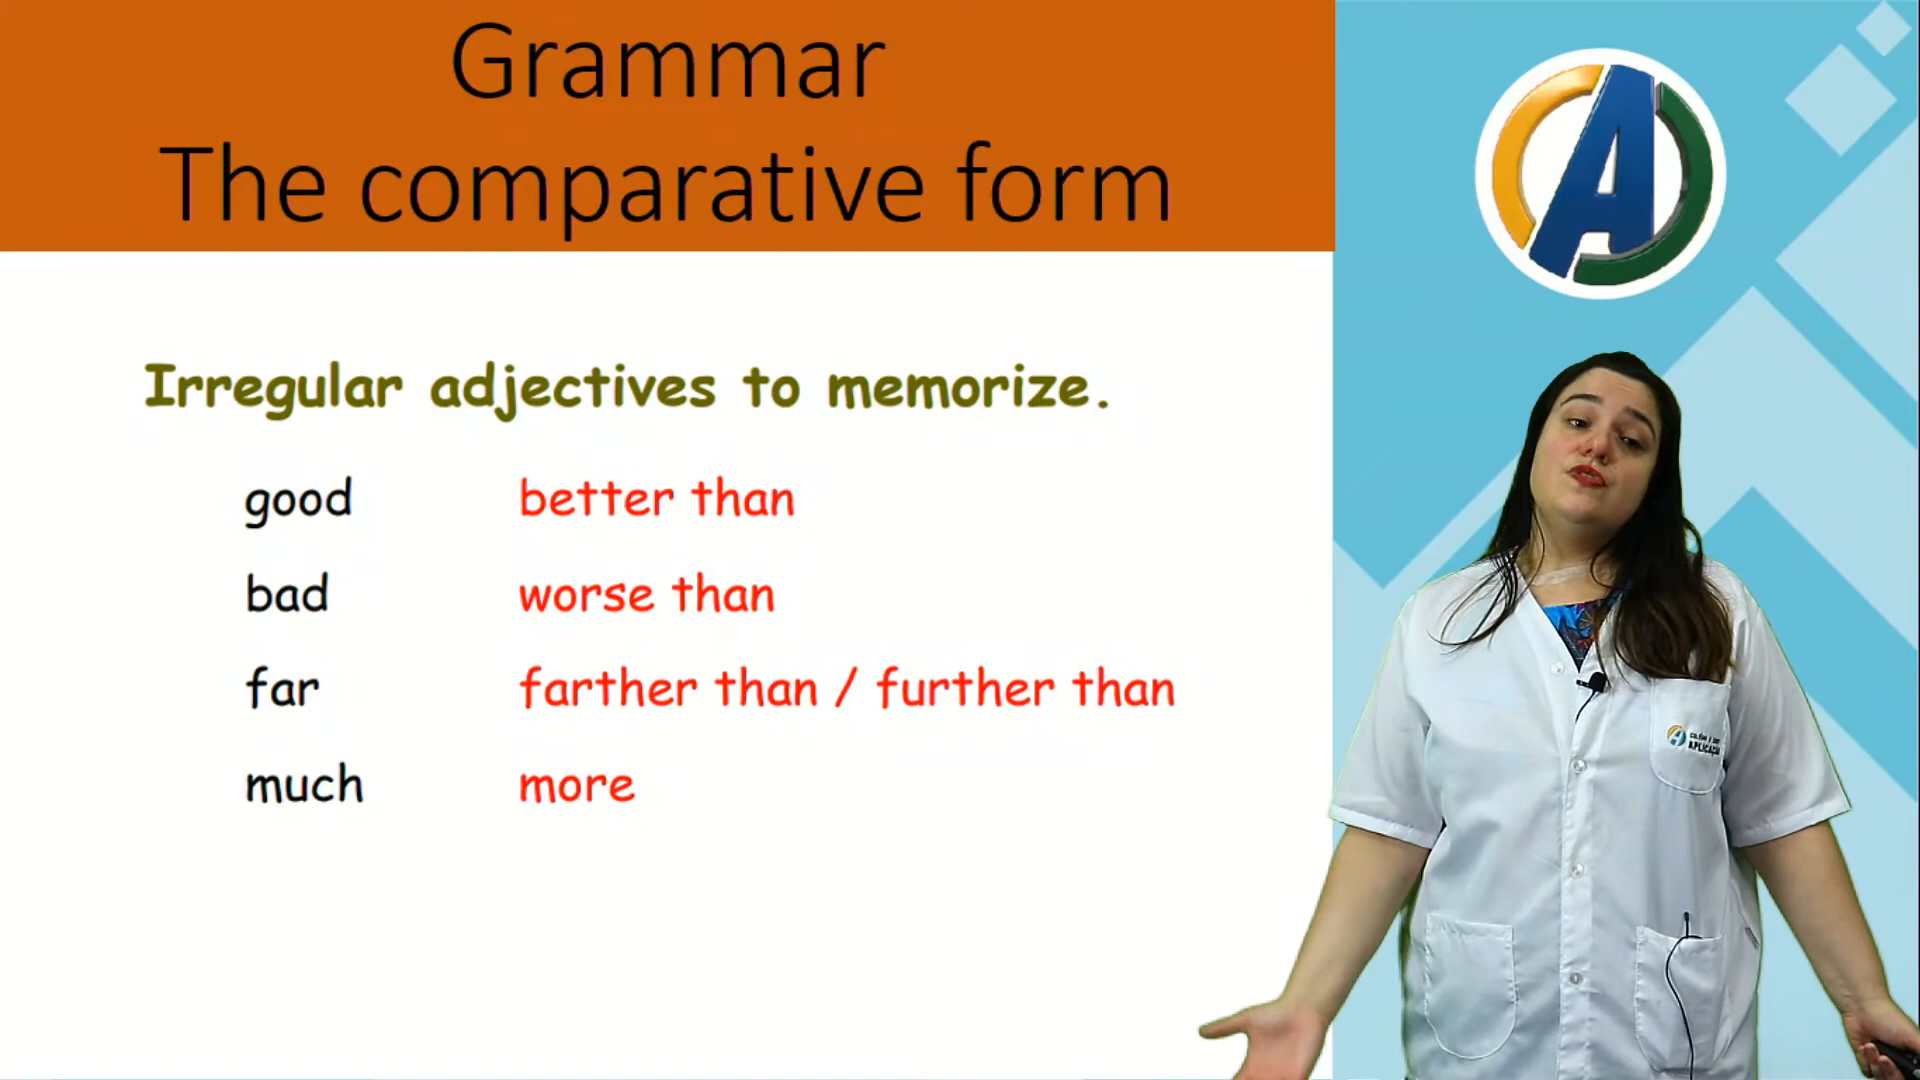 Grammar
The comparative form
Irregular adjectives to memorize.
good better than
bad worse than
far farther than / further than
much more
A
APLICAÇÃO